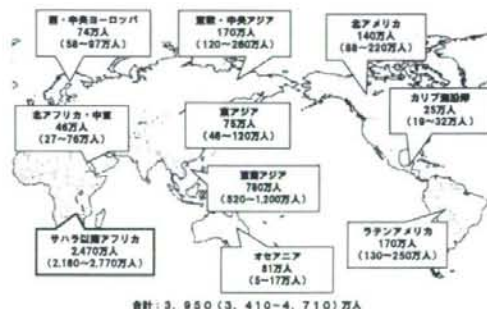 西・中央ヨーロッパ
74万人
(58〜97万人)
東欧・中央アジア
170万人
(120〜260万人)
北アメリカ
140万人
(88〜220万人)
カリブ海沿岸
25万人
(19〜32万人)
北アフリカ・中東
46万人
(27〜76万人)
東アジア
75万人
(46〜120万人)
780万人
(520〜1,200万人)
サハラ以南アフリカ
2,470万人
(2,180〜2,770万人)
オセアニア
81万人
(5〜17万人)
ラテンアメリカ
170万人
(130〜250万人)
合計：3,950(3,410〜4,710)万人